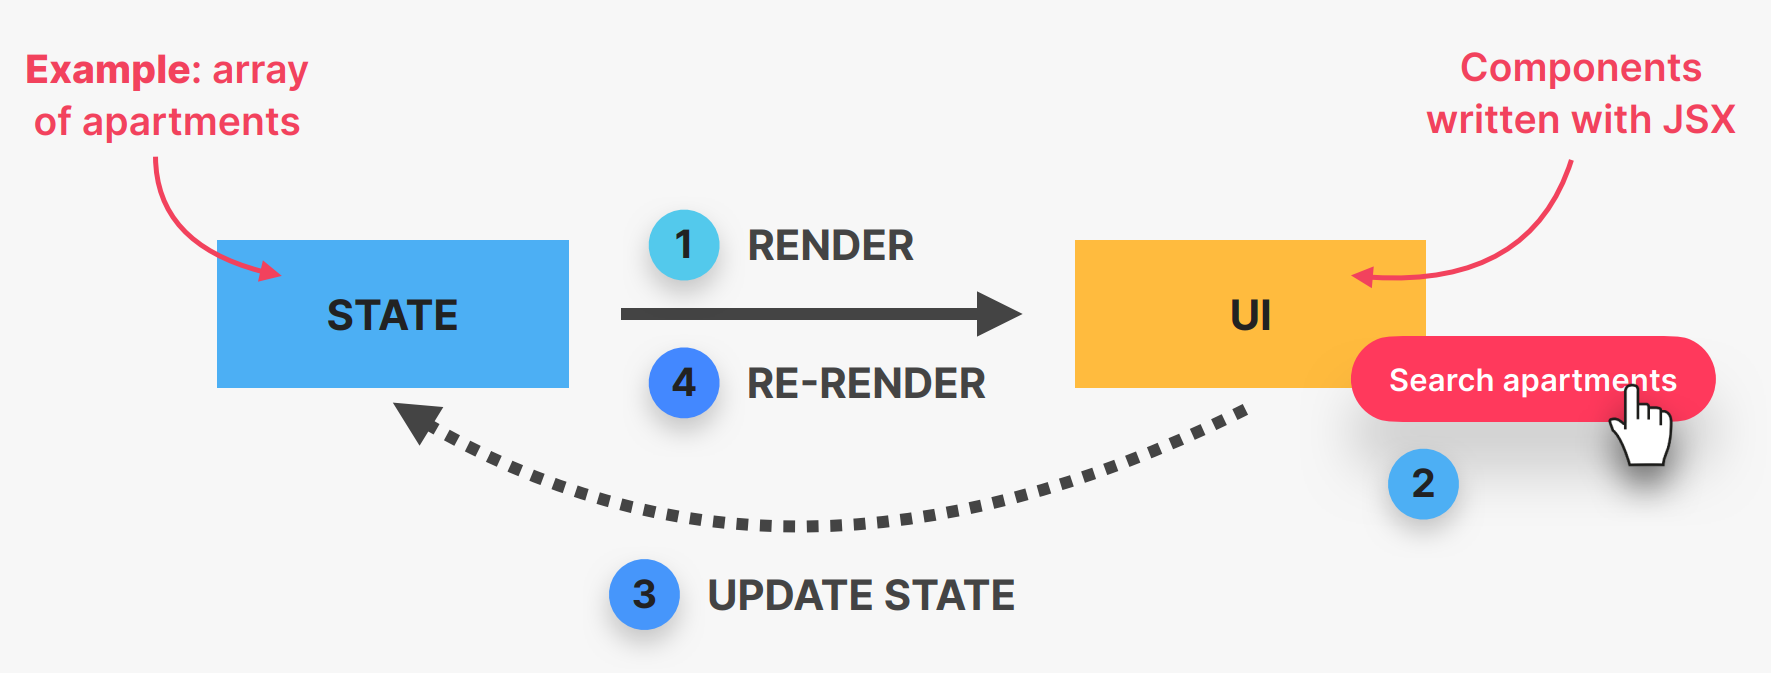 Example: array
of apartments
Components
written with JSX
1 RENDER
STATE
UI
4 RE-RENDER
Search apartments
2
3 UPDATE STATE